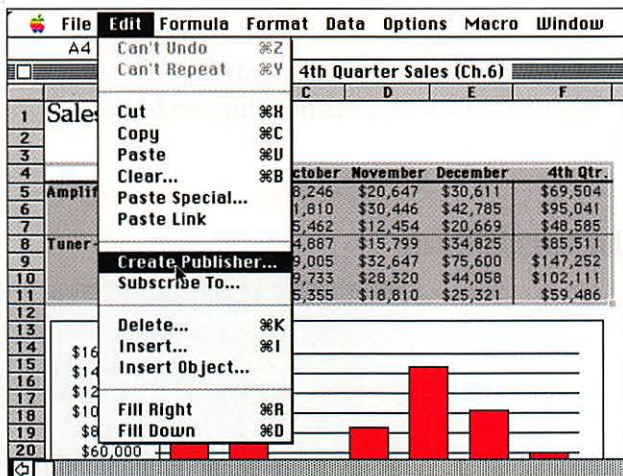 File Edit Formula Format Data Options Macro Window
A4
Can't Undo ⌘Z
Can't Repeat ⌘Y
Cut ⌘X
Copy ⌘C
Paste ⌘V
Clear... ⌘B
Paste Special...
Paste Link
Create Publisher...
Subscribe To...
Delete... ⌘K
Insert... ⌘I
Insert Object...
Fill Right ⌘R
Fill Down ⌘D
4th Quarter Sales (Ch.6)
C D E F
1 Sales
2
3
4 ctober November December 4th Qtr.
5 Amplif 8,246 $20,647 $30,611 $69,504
6 1,810 $30,446 $42,785 $95,041
7 5,462 $12,454 $20,669 $48,585
8 Tuner- 4,887 $15,799 $34,825 $85,511
9 9,005 $32,647 $75,600 $147,252
10 9,733 $28,320 $44,058 $102,111
11 5,355 $18,810 $25,321 $59,486
12
13
14 $16
15
16 $14
17 $12
18 $10
19 $8
20 $60,000